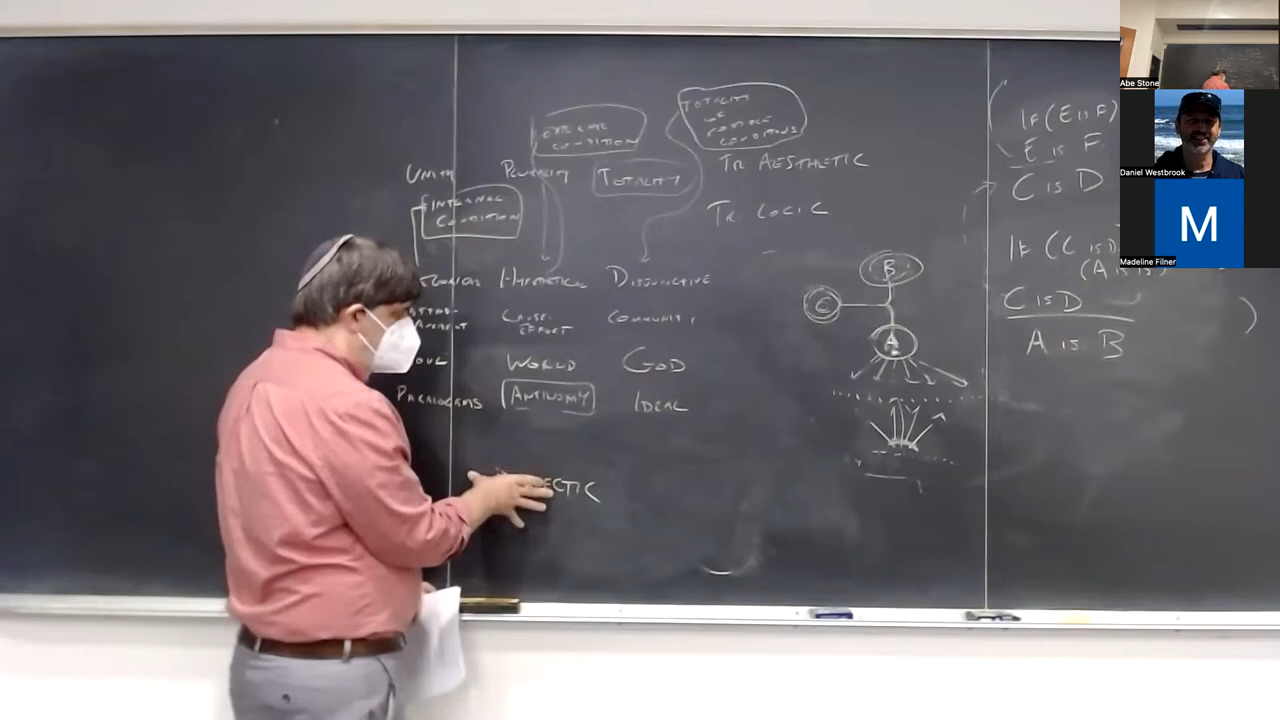 TOTALITY
OF
POSSIBLE
CONDITIONS
CONDITION
UNITY
PLURALITY
TOTALITY
TR AESTHETIC
INTERNAL
CONDITION
TR LOGIC
HYPOTHETICAL
DISJUNCTIVE
CAUSE-
EFFECT
COMMUNITY
OUL
WORLD
GOD
PARALOGISMS
ANTINOMY
IDEAL
ECTIC
B
C
A
IF (E IS F)
E IS F
C IS D
IF (C IS D)
C IS D
A IS B
Abe Stone
Daniel Westbrook
M
Madeline Filner